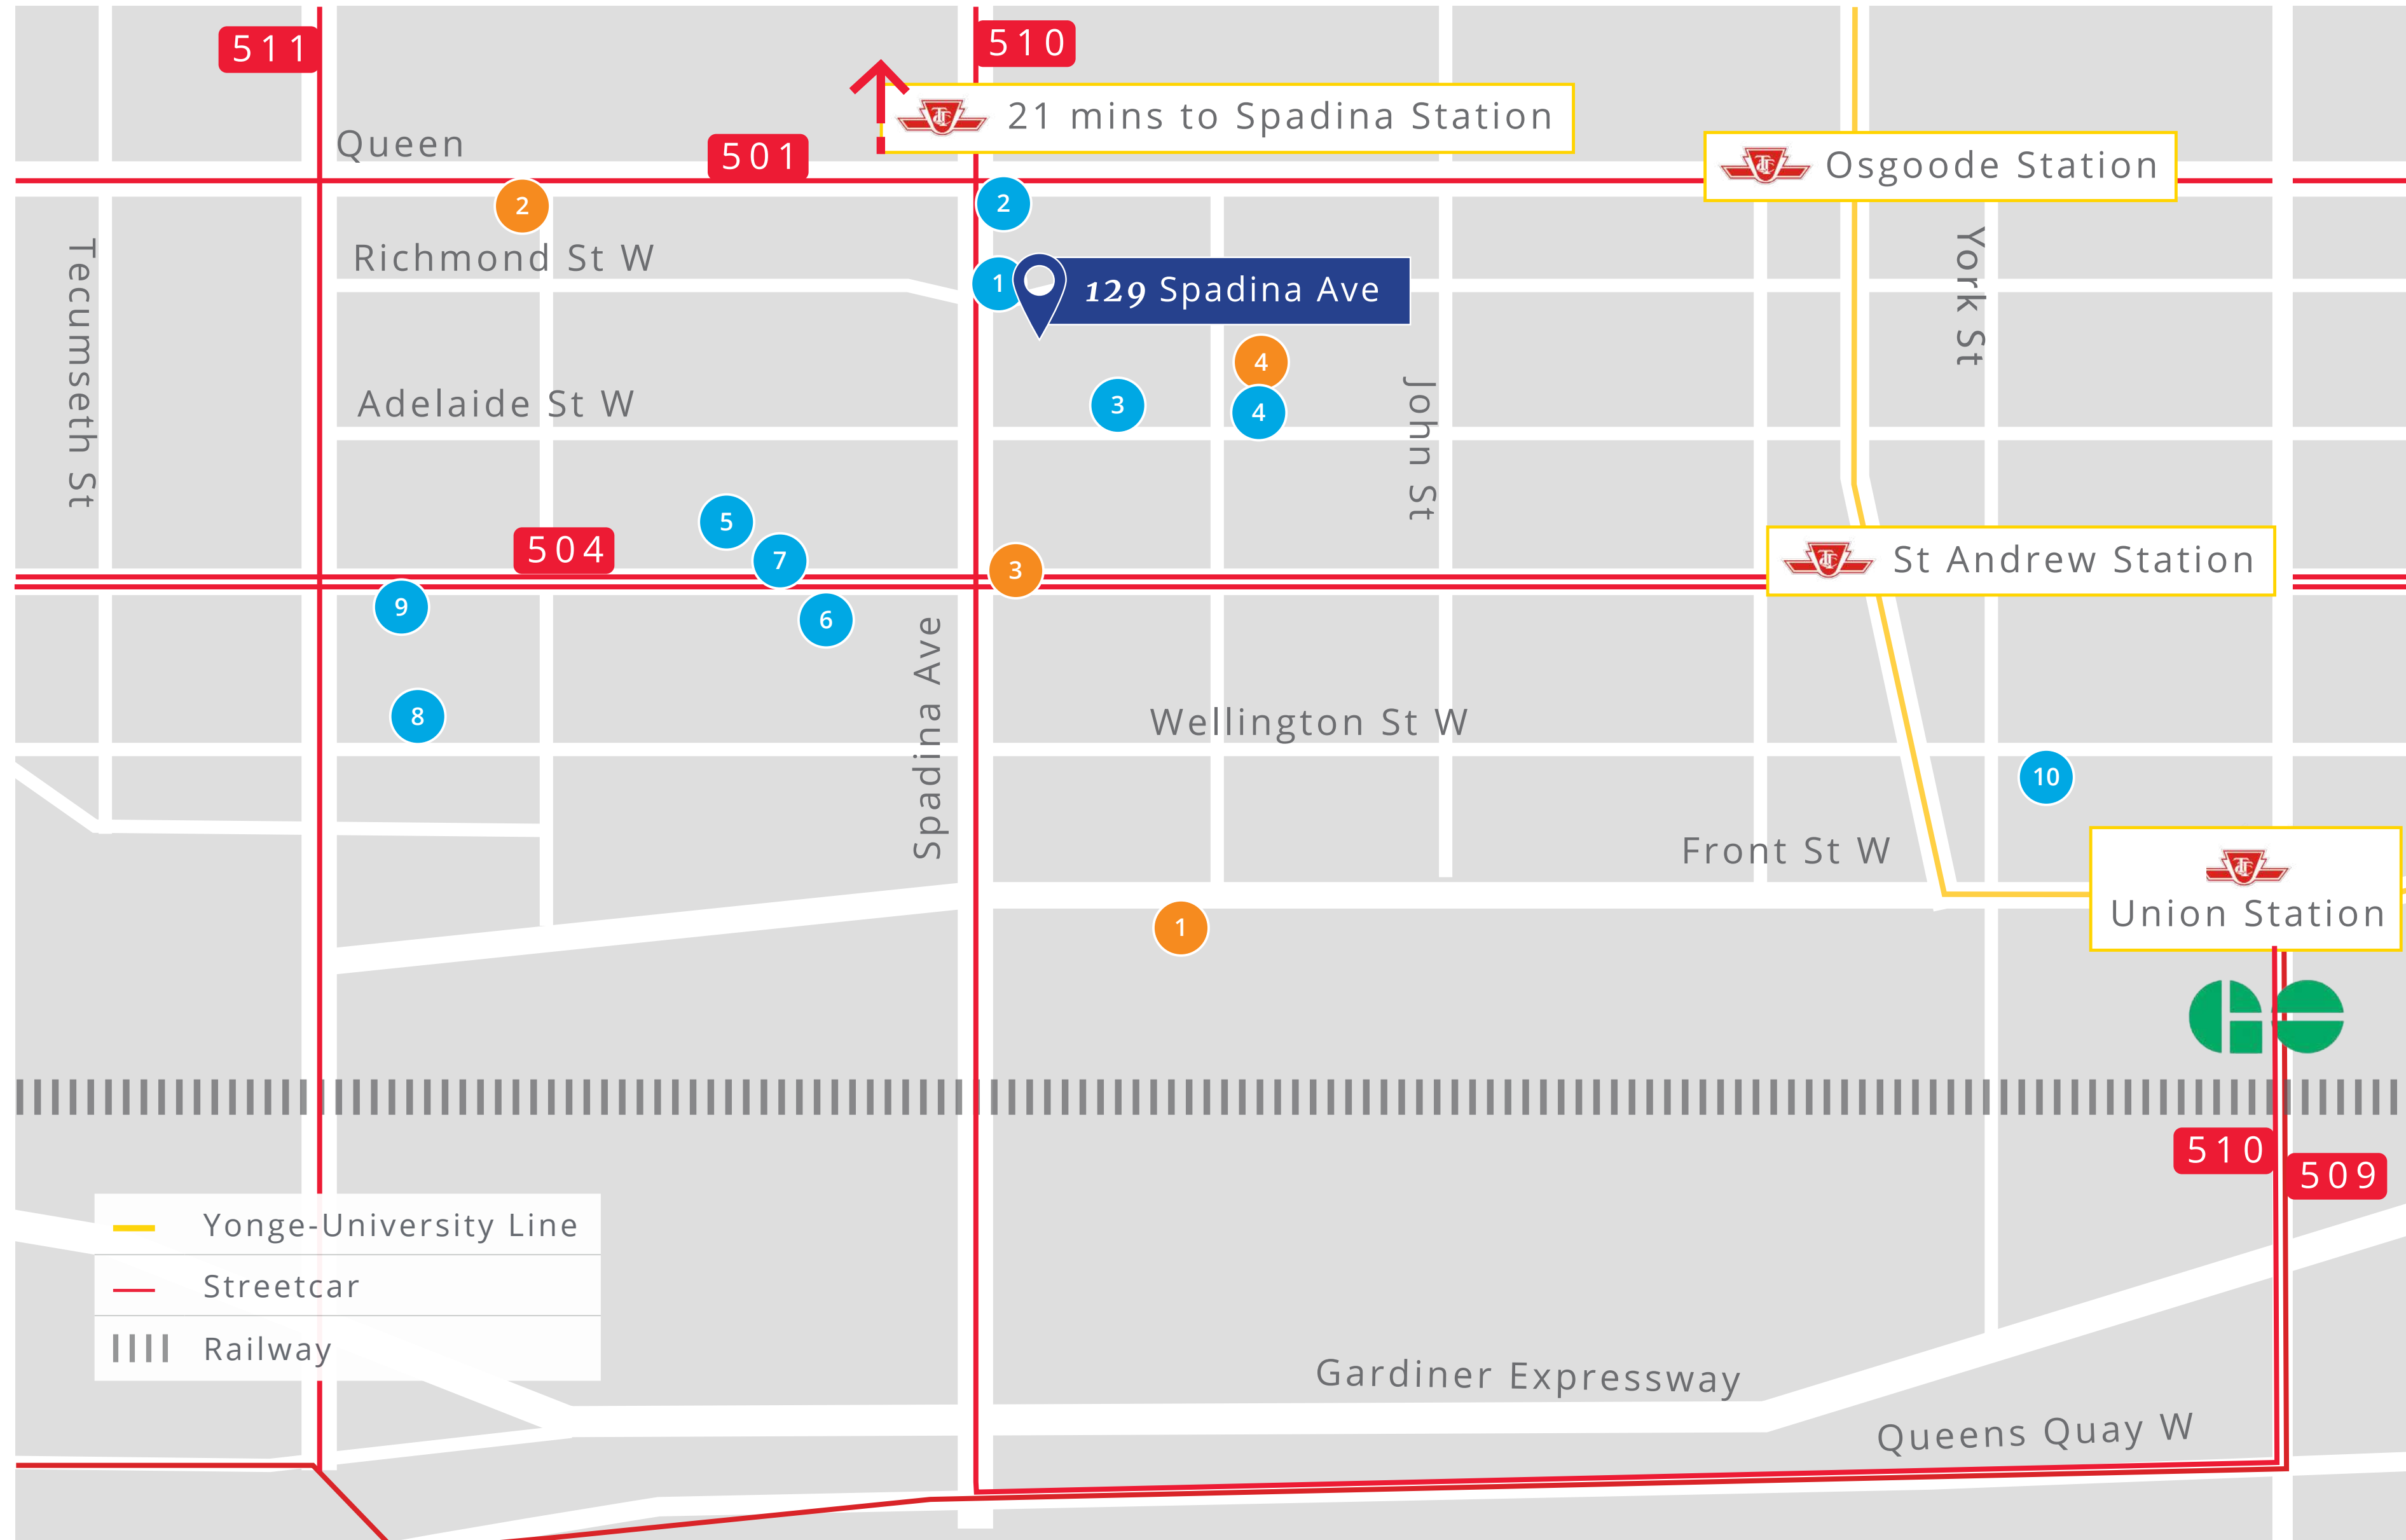 511
510
21 mins to Spadina Station
Queen
501
Osgoode Station
2
2
Richmond St W
Tecumseth St
1
129 Spadina Ave
York St
4
3
4
Adelaide St W
John St
5
504
7
3
St Andrew Station
9
6
Spadina Ave
8
Wellington St W
10
Front St W
1
Union Station
510
509
Yonge-University Line
Streetcar
Railway
Gardiner Expressway
Queens Quay W